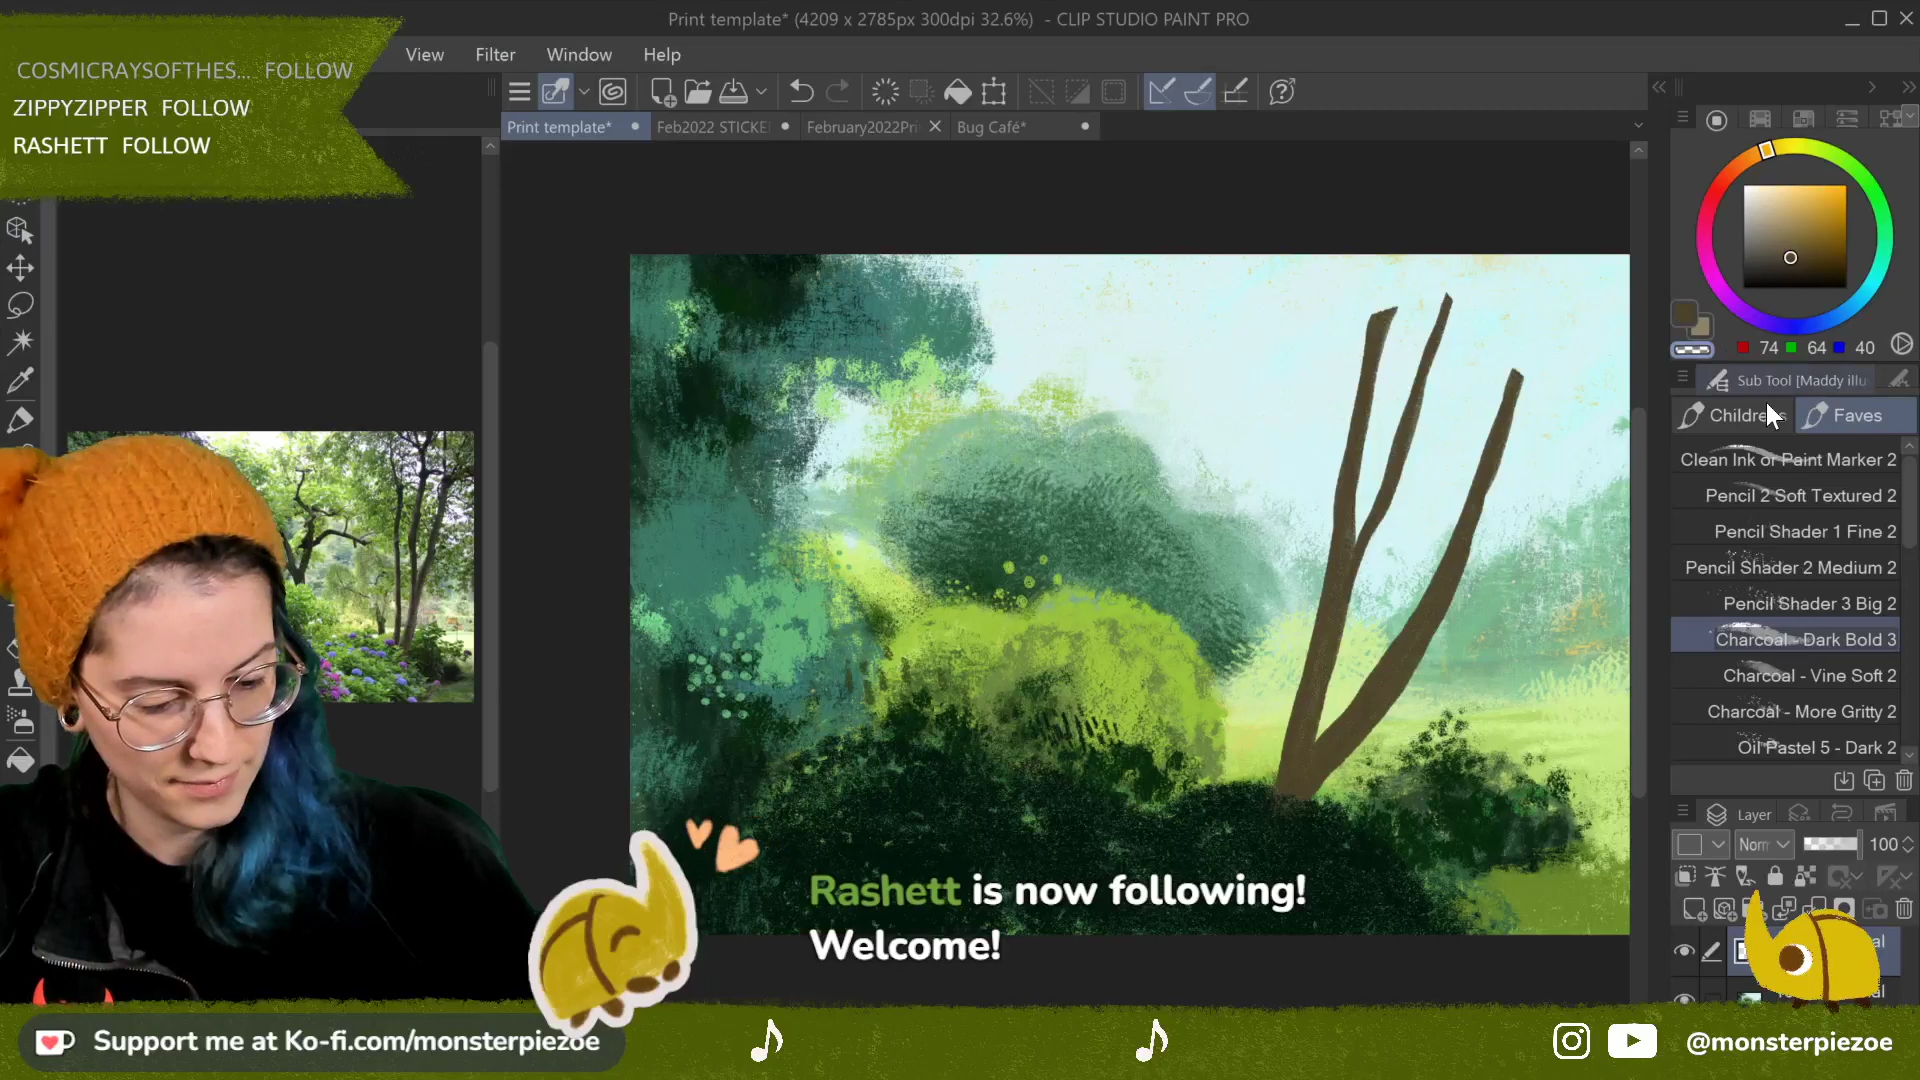 Print template* (4209 x 2785px 300dpi 32.6%) - CLIP STUDIO PAINT PRO
COSMICRAYSOFTHES... FOLLOW
ZIPPYZIPPER FOLLOW
RASHETT FOLLOW
View Filter Window Help
Print template* Feb2022 STICKE February2022Pri Bug Café*
74 64 40
Sub Tool [Maddy illu
Childre Faves
Clean Ink or Paint Marker 2
Pencil 2 Soft Textured 2
Pencil Shader 1 Fine 2
Pencil Shader 2 Medium 2
Pencil Shader 3 Big 2
Charcoal - Dark Bold 3
Charcoal - Vine Soft 2
Charcoal - More Gritty 2
Oil Pastel 5 - Dark 2
Layer
Norm 100
Rashett is now following!
Welcome!
Support me at Ko-fi.com/monsterpiezoe
@monsterpiezoe